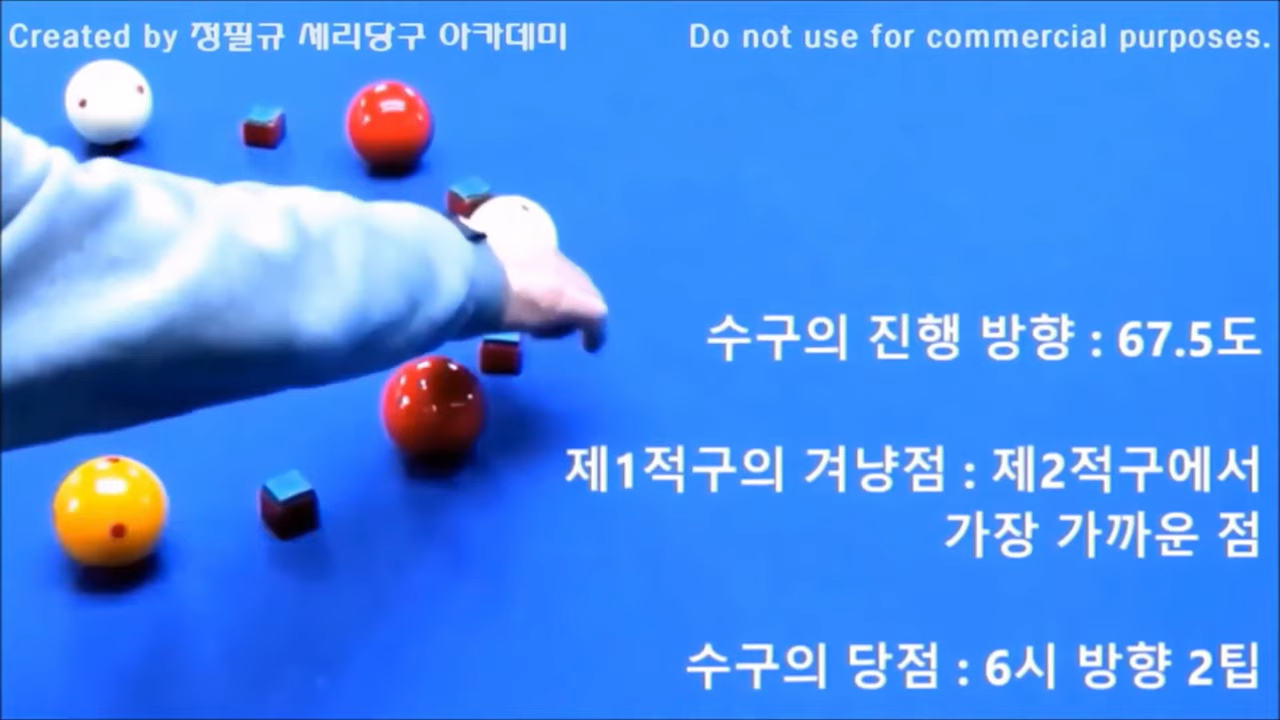 Created by 정필규 세리당구 아카데미
Do not use for commercial purposes.
수구의 진행 방향 : 67.5도
제1적구의 겨냥점 : 제2적구에서
가장 가까운 점
수구의 당점 : 6시 방향 2팁